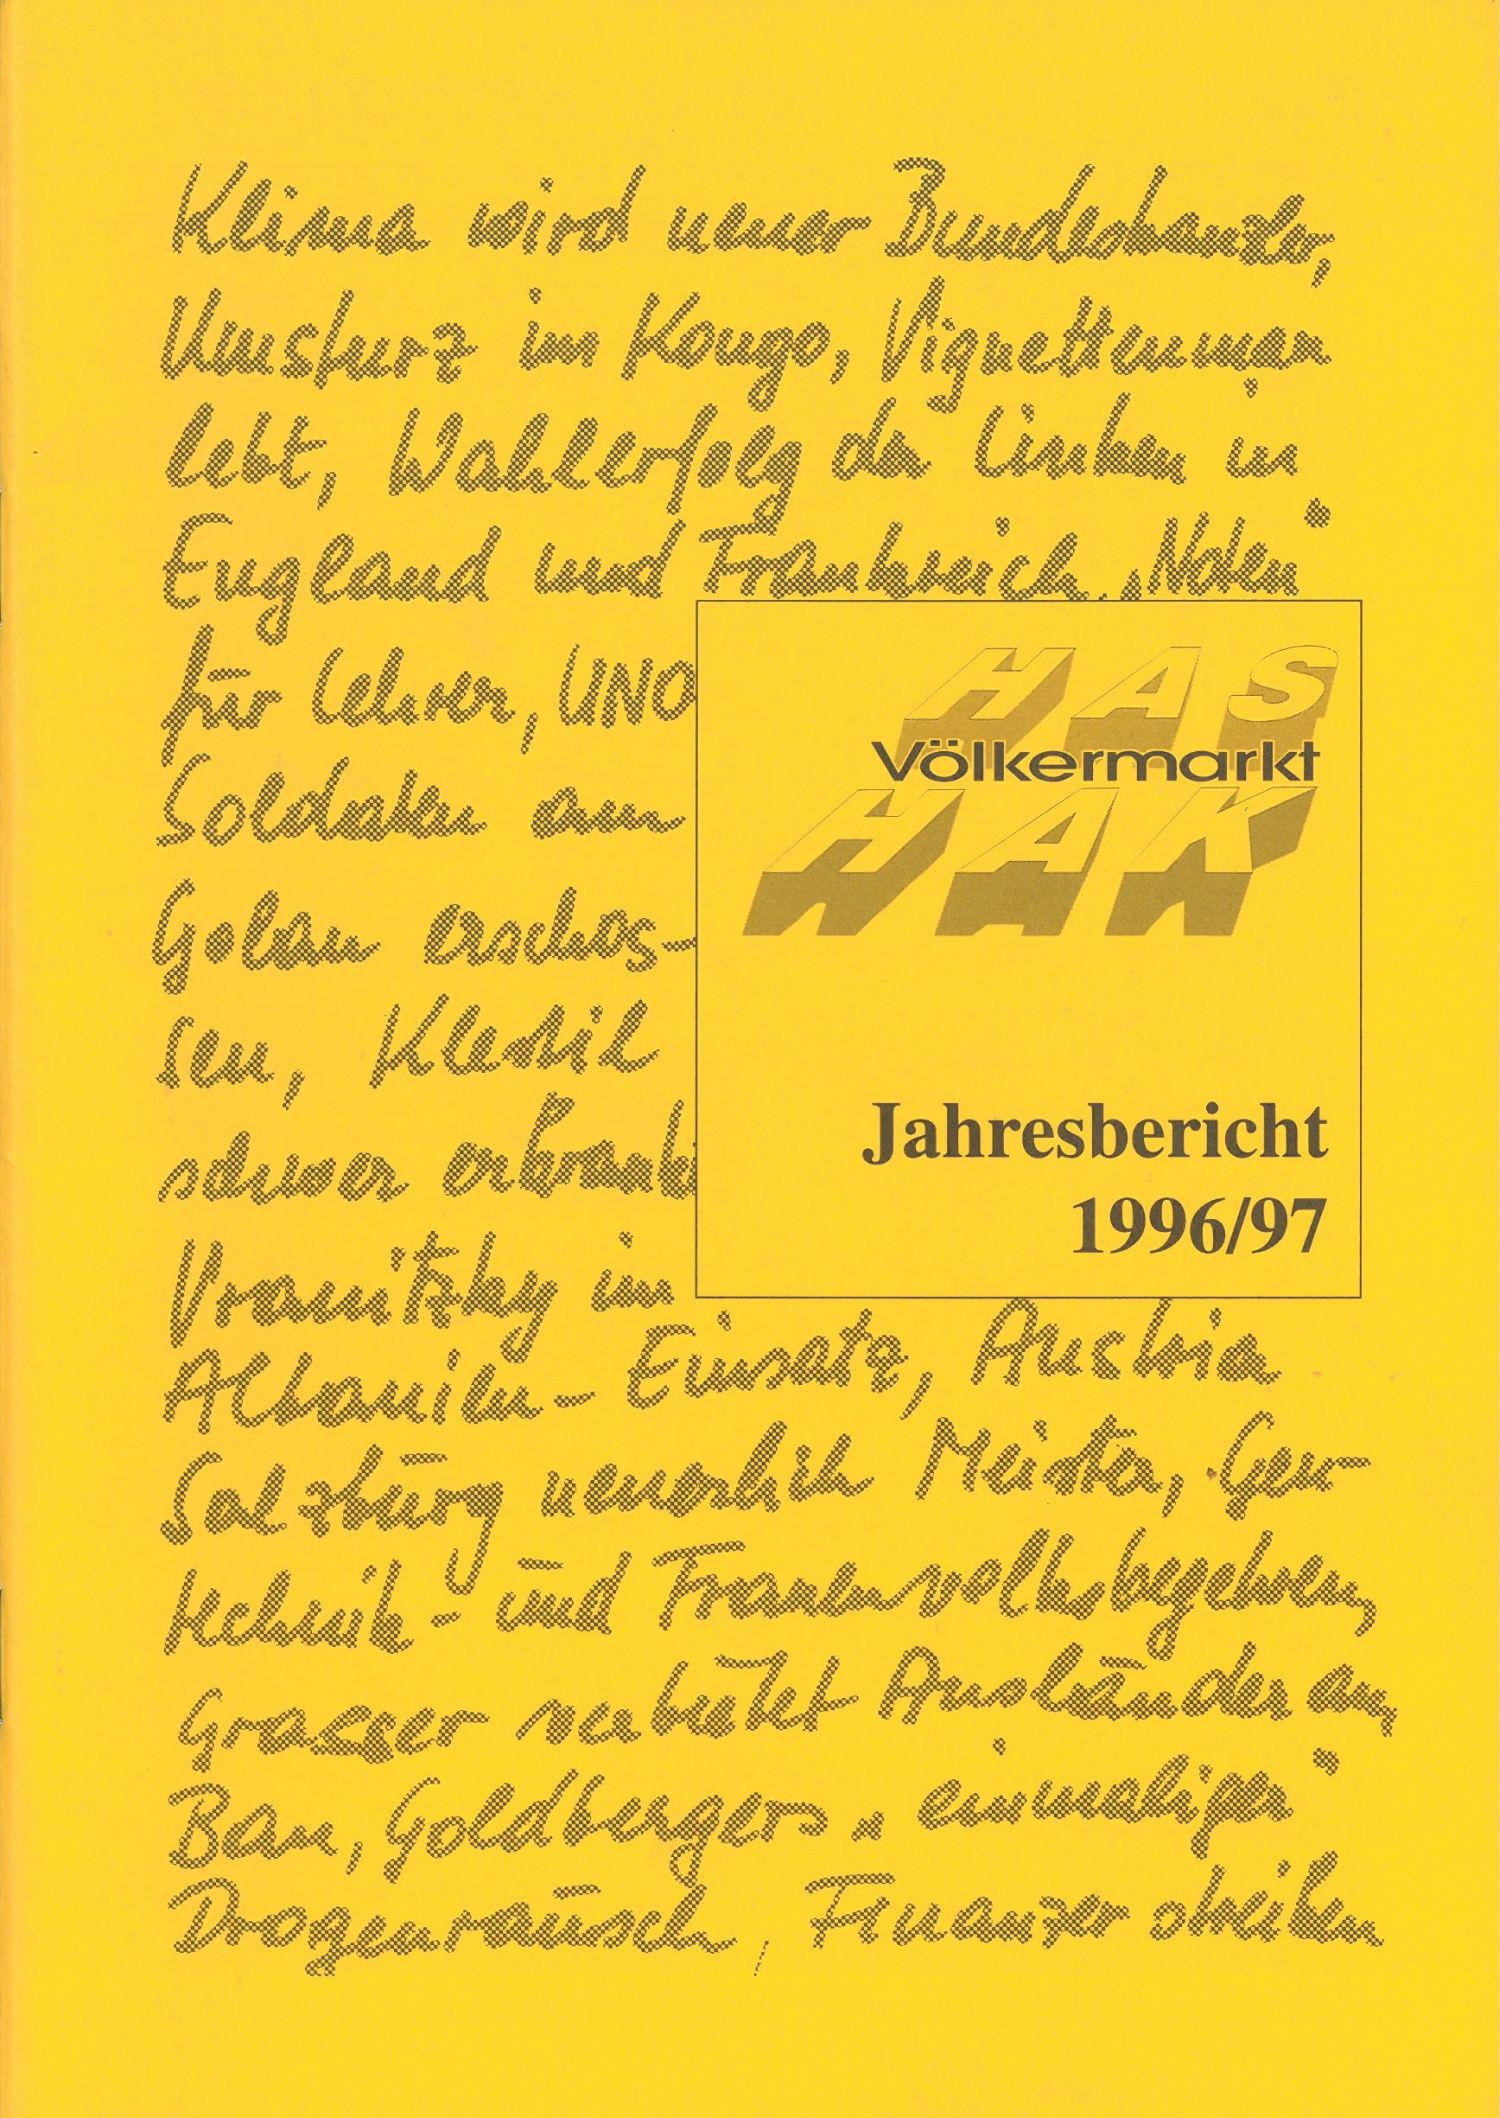 Klima wird neuer Bundeskanzler,
Umsturz im Kongo, Vignettenman
lebt, Wahlerfolg der Linken in
England und Frankreich, „Noten“
für Lehrer, UNO
Soldaten am
Golan erschos-
sen, Klestil
schwer erkrankt
Vranitzky im
Albanien-Einsatz, Austria
Salzburg neuerlich Meister, Gen-
technik- und Frauenvolksbegehren,
Grasser verbietet Ausländer am
Bau, Goldbergers „einmaliger“
Drogenrausch, Finanzer streiken
HAS
Völkermarkt
HAK
Jahresbericht
1996/97